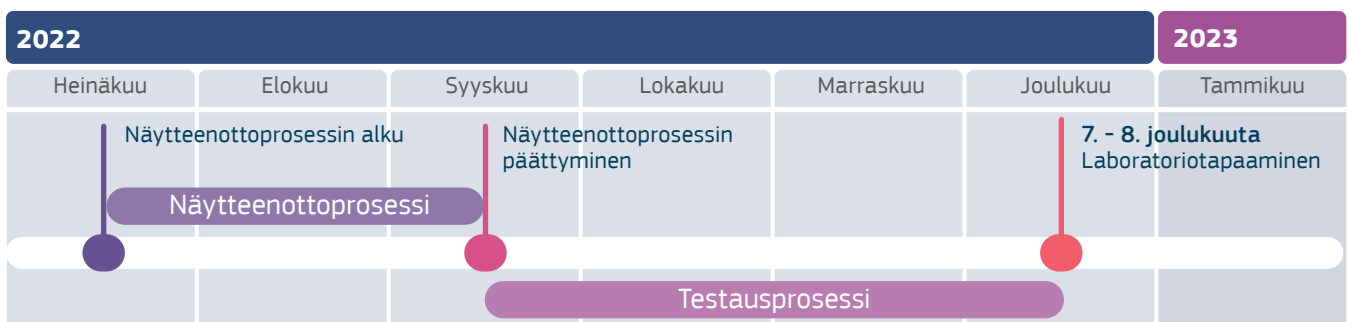 2022
2023
Heinäkuu
Elokuu
Syyskuu
Lokakuu
Marraskuu
Joulukuu
Tammikuu
Näytteenottoprosessin alku
Näytteenottoprosessin
päättyminen
7. - 8. joulukuuta
Laboratoriotapaaminen
Näytteenottoprosessi
Testausprosessi